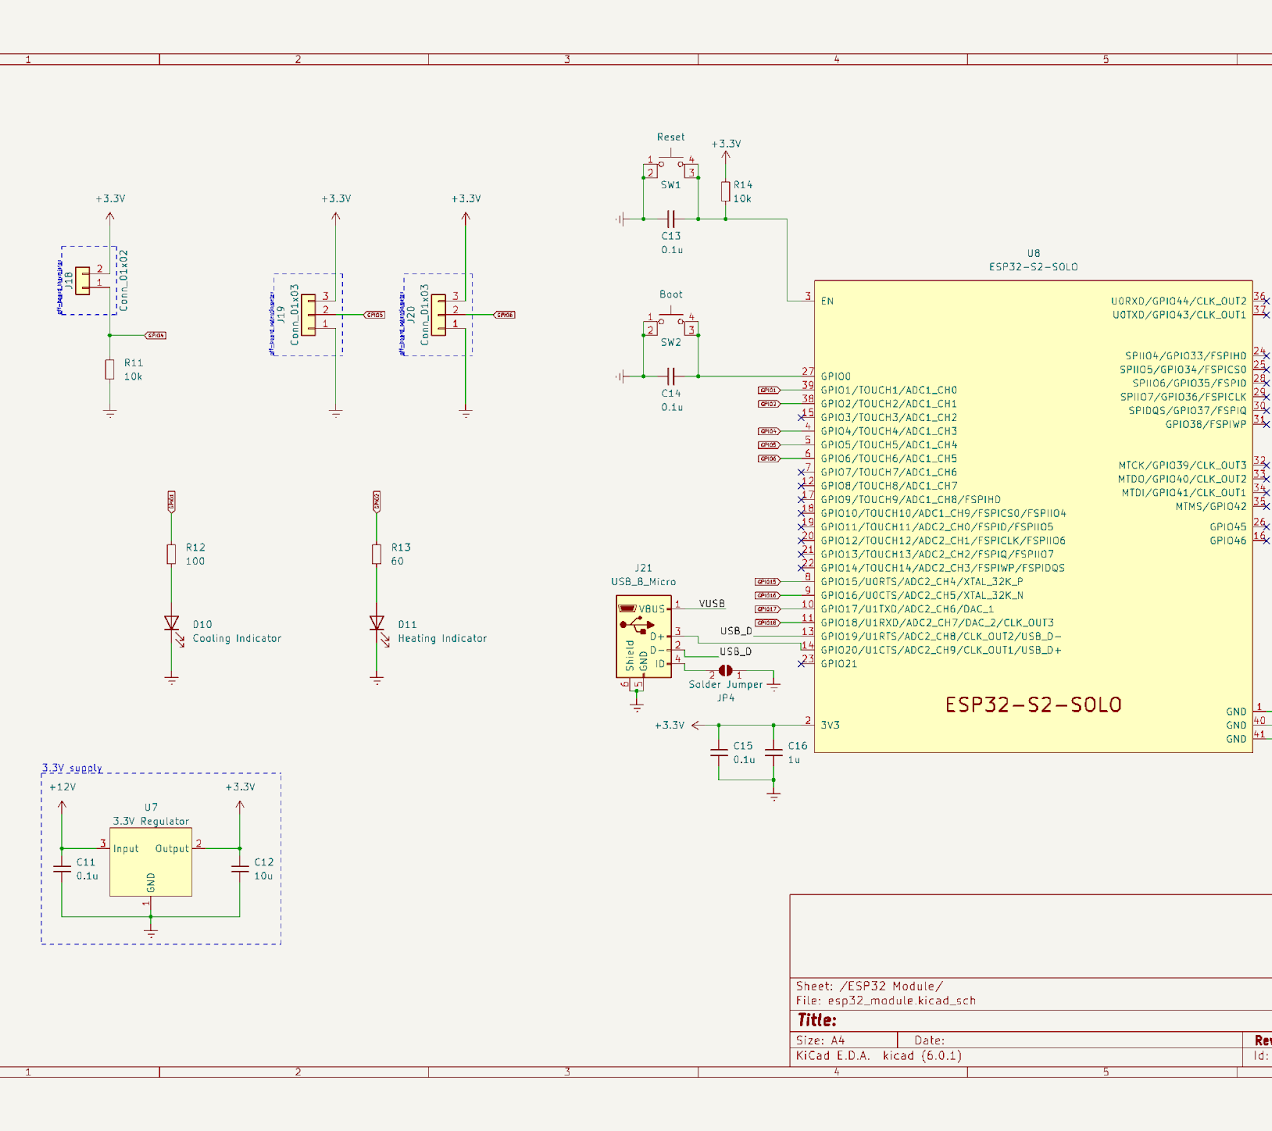 1 2 3 4 5
Reset
1 4
2 3
SW1
+3.3V
R14
10k
C13
0.1u
+3.3V
J18
2
1
Conn_01x02
GPIO4
R11
10k
+3.3V
J19
Conn_01x03
3
2
1
GPIO5
+3.3V
J20
Conn_01x03
3
2
1
GPIO6
Boot
1 4
2 3
SW2
C14
0.1u
U8
ESP32-S2-SOLO
3 EN
27 GPIO0
GPIO1 39 GPIO1/TOUCH1/ADC1_CH0
GPIO2 38 GPIO2/TOUCH2/ADC1_CH1
15 GPIO3/TOUCH3/ADC1_CH2
GPIO4 4 GPIO4/TOUCH4/ADC1_CH3
GPIO5 5 GPIO5/TOUCH5/ADC1_CH4
GPIO6 6 GPIO6/TOUCH6/ADC1_CH5
7 GPIO7/TOUCH7/ADC1_CH6
12 GPIO8/TOUCH8/ADC1_CH7
17 GPIO9/TOUCH9/ADC1_CH8/FSPIHD
18 GPIO10/TOUCH10/ADC1_CH9/FSPICS0/FSPIIO4
19 GPIO11/TOUCH11/ADC2_CH0/FSPID/FSPIIO5
20 GPIO12/TOUCH12/ADC2_CH1/FSPICLK/FSPIIO6
21 GPIO13/TOUCH13/ADC2_CH2/FSPIQ/FSPIIO7
22 GPIO14/TOUCH14/ADC2_CH3/FSPIWP/FSPIDQS
GPIO15 8 GPIO15/U0RTS/ADC2_CH4/XTAL_32K_P
GPIO16 9 GPIO16/U0CTS/ADC2_CH5/XTAL_32K_N
GPIO17 10 GPIO17/U1TXD/ADC2_CH6/DAC_1
GPIO18 11 GPIO18/U1RXD/ADC2_CH7/DAC_2/CLK_OUT3
13 GPIO19/U1RTS/ADC2_CH8/CLK_OUT2/USB_D-
14 GPIO20/U1CTS/ADC2_CH9/CLK_OUT1/USB_D+
23 GPIO21
2 3V3
U0RXD/GPIO44/CLK_OUT2 36
U0TXD/GPIO43/CLK_OUT1 37
SPIIO4/GPIO33/FSPIHD 24
SPIIO5/GPIO34/FSPICS0 25
SPIIO6/GPIO35/FSPID 28
SPIIO7/GPIO36/FSPICLK 29
SPIDQS/GPIO37/FSPIQ 30
GPIO38/FSPIWP 31
MTCK/GPIO39/CLK_OUT3 32
MTDO/GPIO40/CLK_OUT2 33
MTDI/GPIO41/CLK_OUT1 34
MTMS/GPIO42 35
GPIO45 26
GPIO46 16
GND 1
GND 40
GND 41
ESP32-S2-SOLO
R12
100
D10
Cooling Indicator
R13
60
D11
Heating Indicator
J21
USB_B_Micro
VBUS 1 VUSB
D+ 3 USB_D
D- 2 USB_D
ID 4
Shield
GND
6 5
2 1
Solder Jumper
JP4
+3.3V
C15
0.1u
C16
1u
3.3V supply
+12V
+3.3V
U7
3.3V Regulator
3 Input Output 2
GND
1
C11
0.1u
C12
10u
Sheet: /ESP32 Module/
File: esp32_module.kicad_sch
Title:
Size: A4 Date: Rev
KiCad E.D.A. kicad (6.0.1) Id:
1 2 3 4 5